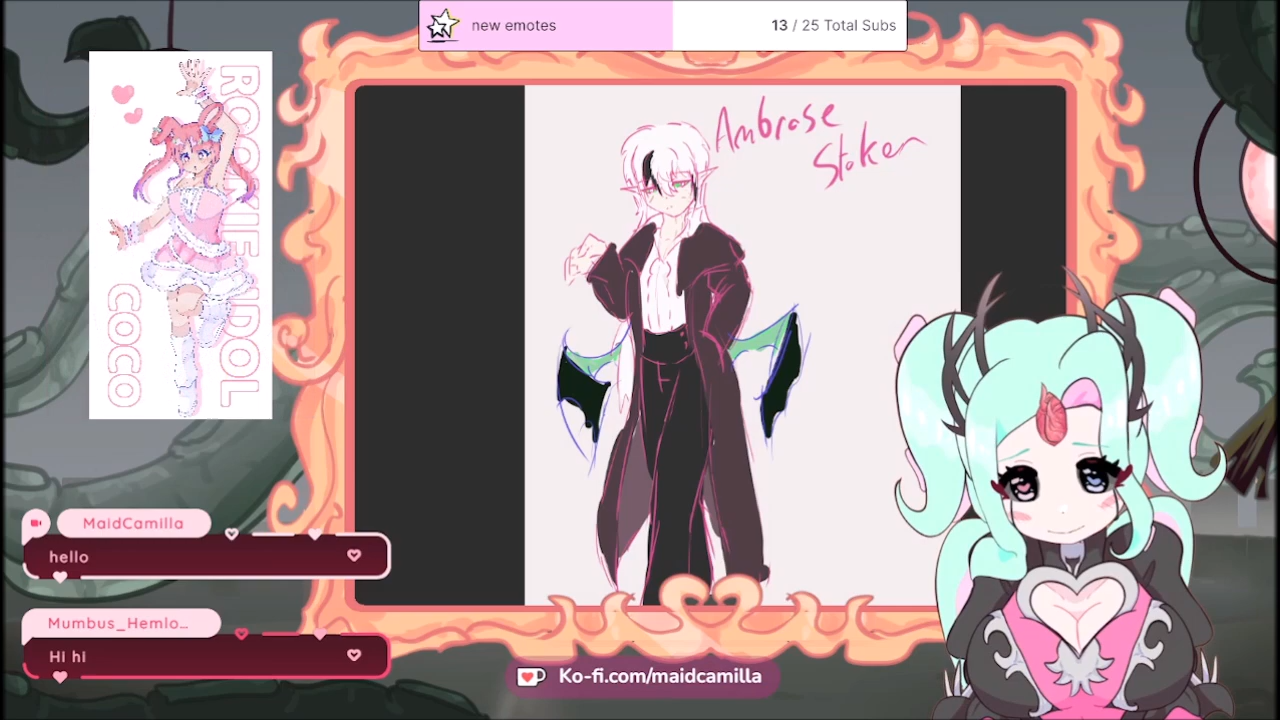 new emotes
13 / 25 Total Subs
ROOKIE IDOL
COCO
Ambrose
Stoker
MaidCamilla
hello
Mumbus_Hemlo...
Hi hi
Ko-fi.com/maidcamilla